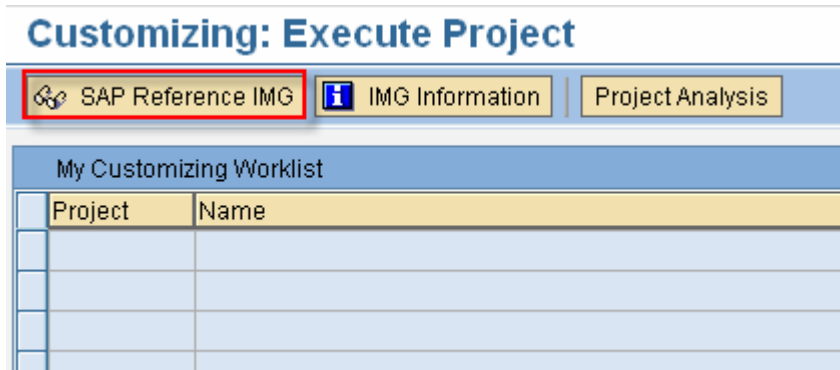 Customizing: Execute Project
SAP Reference IMG IMG Information Project Analysis
My Customizing Worklist
Project Name